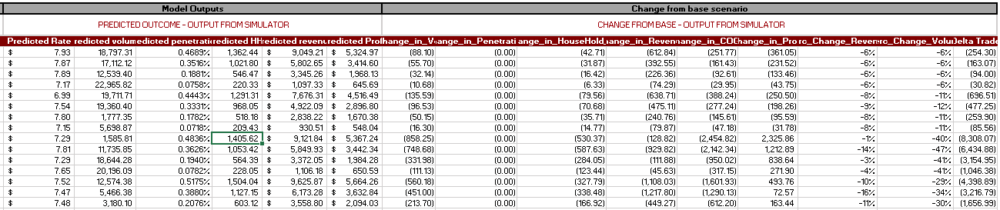 Model Outputs Change from base scenario
PREDICTED OUTCOME - OUTPUT FROM SIMULATOR CHANGE FROM BASE - OUTPUT FROM SIMULATOR
Predicted Rate redicted volum edicted penetrati redicted HH redicted revenu redicted Prof hange_in_V ange_in_Penetrati ange_in_HouseHold ange_in_Reven ange_in_COG ange_in_Pro rc_Change_Reve rc_Change_Volu Delta Trade
$ 7.93 18,797.31 0.4689% 1,362.44 $ 9,049.21 $ 5,324.97 (88.10) (0.00) (42.71) (612.84) (251.77) (361.05) -6% -6% (254.30)
$ 7.87 17,112.12 0.3516% 1,021.80 $ 5,802.65 $ 3,414.60 (55.70) (0.00) (31.87) (392.55) (161.43) (231.52) -6% -6% (163.07)
$ 7.89 12,539.40 0.1881% 546.47 $ 3,345.26 $ 1,968.13 (32.14) (0.00) (16.42) (226.36) (92.61) (133.46) -6% -6% (94.00)
$ 7.17 22,965.82 0.0758% 220.33 $ 1,097.33 $ 645.69 (10.68) (0.00) (6.33) (74.29) (29.95) (43.75) -6% -6% (30.82)
$ 6.99 19,711.71 0.4443% 1,291.31 $ 7,676.31 $ 4,516.49 (135.59) (0.00) (79.56) (638.71) (388.24) (250.50) -8% -11% (696.51)
$ 7.54 19,360.40 0.3331% 968.05 $ 4,922.09 $ 2,896.80 (96.53) (0.00) (70.68) (475.11) (277.24) (198.26) -9% -12% (477.25)
$ 7.80 1,777.35 0.1782% 518.18 $ 2,838.22 $ 1,670.38 (50.15) (0.00) (35.71) (240.76) (145.61) (95.59) -8% -11% (259.90)
$ 7.15 5,698.87 0.0718% 209.43 $ 930.51 $ 548.04 (16.30) (0.00) (14.77) (79.87) (47.18) (31.78) -8% -11% (85.56)
$ 7.29 1,585.81 0.4836% 1,405.62 $ 9,121.84 $ 5,367.24 (858.25) (0.00) (530.37) (128.82) (2,454.82) 2,325.86 -1% -40% (8,308.07)
$ 7.81 11,735.85 0.3626% 1,053.42 $ 5,849.93 $ 3,442.34 (748.68) (0.00) (587.63) (929.82) (2,142.34) 1,212.89 -14% -47% (6,434.88)
$ 7.29 18,644.28 0.1940% 564.39 $ 3,372.05 $ 1,984.28 (331.98) (0.00) (284.05) (111.88) (950.02) 838.64 -3% -41% (3,154.95)
$ 7.65 20,196.09 0.0782% 228.05 $ 1,106.18 $ 650.59 (111.13) (0.00) (123.44) (45.63) (317.15) 271.90 -4% -41% (1,046.38)
$ 7.52 12,574.38 0.5175% 1,504.04 $ 9,625.87 $ 5,664.26 (560.18) (0.00) (327.79) (1,108.03) (1,601.93) 493.76 -10% -29% (4,398.89)
$ 7.47 5,466.38 0.3880% 1,127.15 $ 6,173.28 $ 3,632.84 (451.00) (0.00) (338.48) (1,217.80) (1,290.13) 72.57 -16% -34% (3,216.79)
$ 7.48 3,180.10 0.2076% 603.12 $ 3,558.80 $ 2,094.03 (213.70) (0.00) (166.92) (449.27) (612.20) 163.44 -11% -30% (1,656.99)